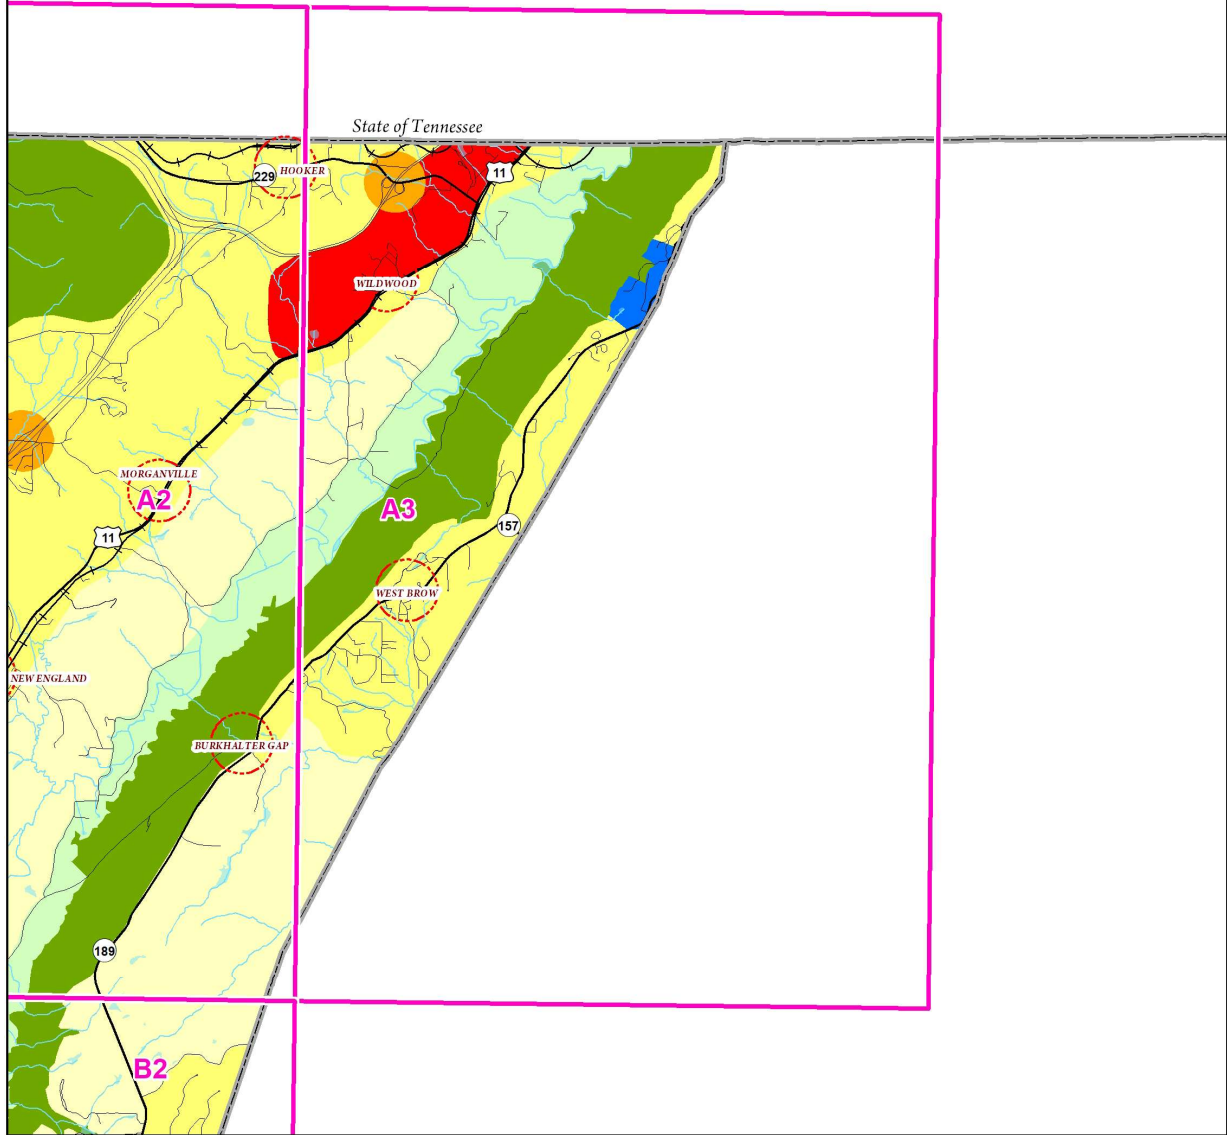 State of Tennessee
229
HOOKER
11
WILDWOOD
MORGANVILLE
A2
A3
11
157
WEST BROW
NEW ENGLAND
BURKHALTER GAP
189
B2